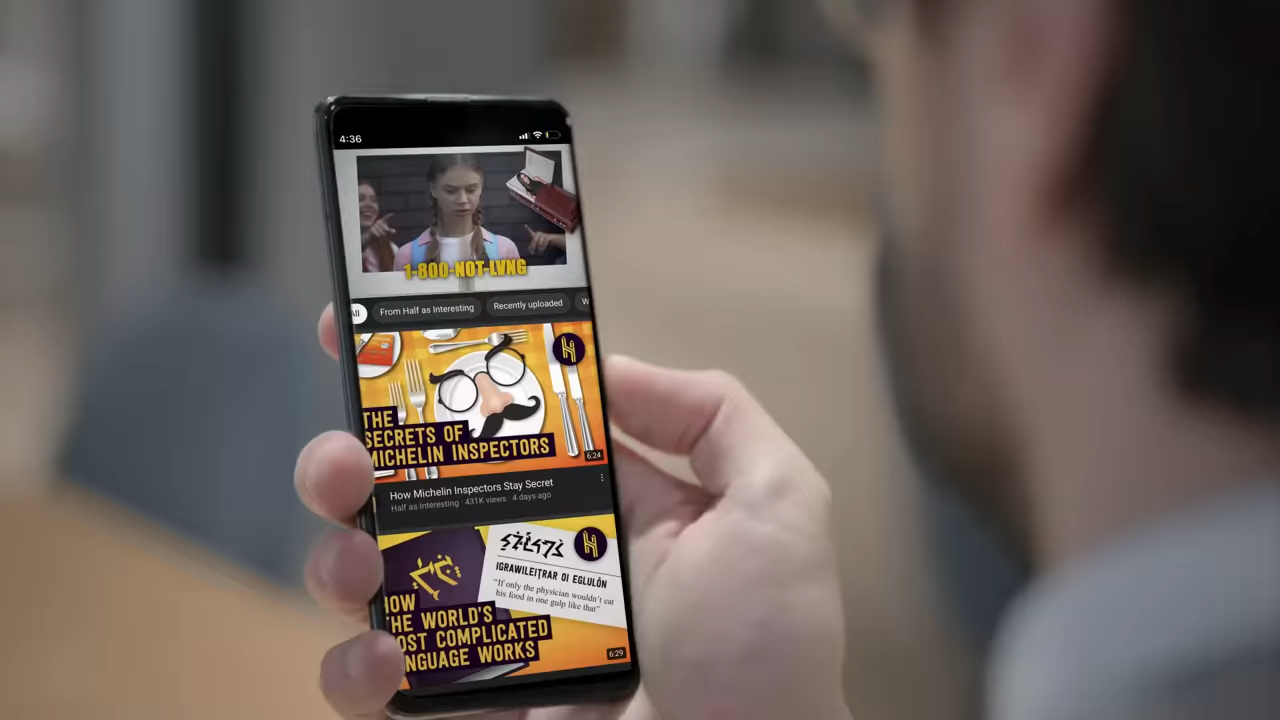 4:36
1-800-NOT-LVNG
All
From Half as Interesting
Recently uploaded
W
THE
SECRETS OF
MICHELIN INSPECTORS
6:24
How Michelin Inspectors Stay Secret
Half as Interesting · 431K views · 4 days ago
IGRAWILEIṬRAR OI EGLULÔN
"If only the physician wouldn't eat
his food in one gulp like that"
HOW
THE WORLD'S
MOST COMPLICATED
LANGUAGE WORKS
6:29